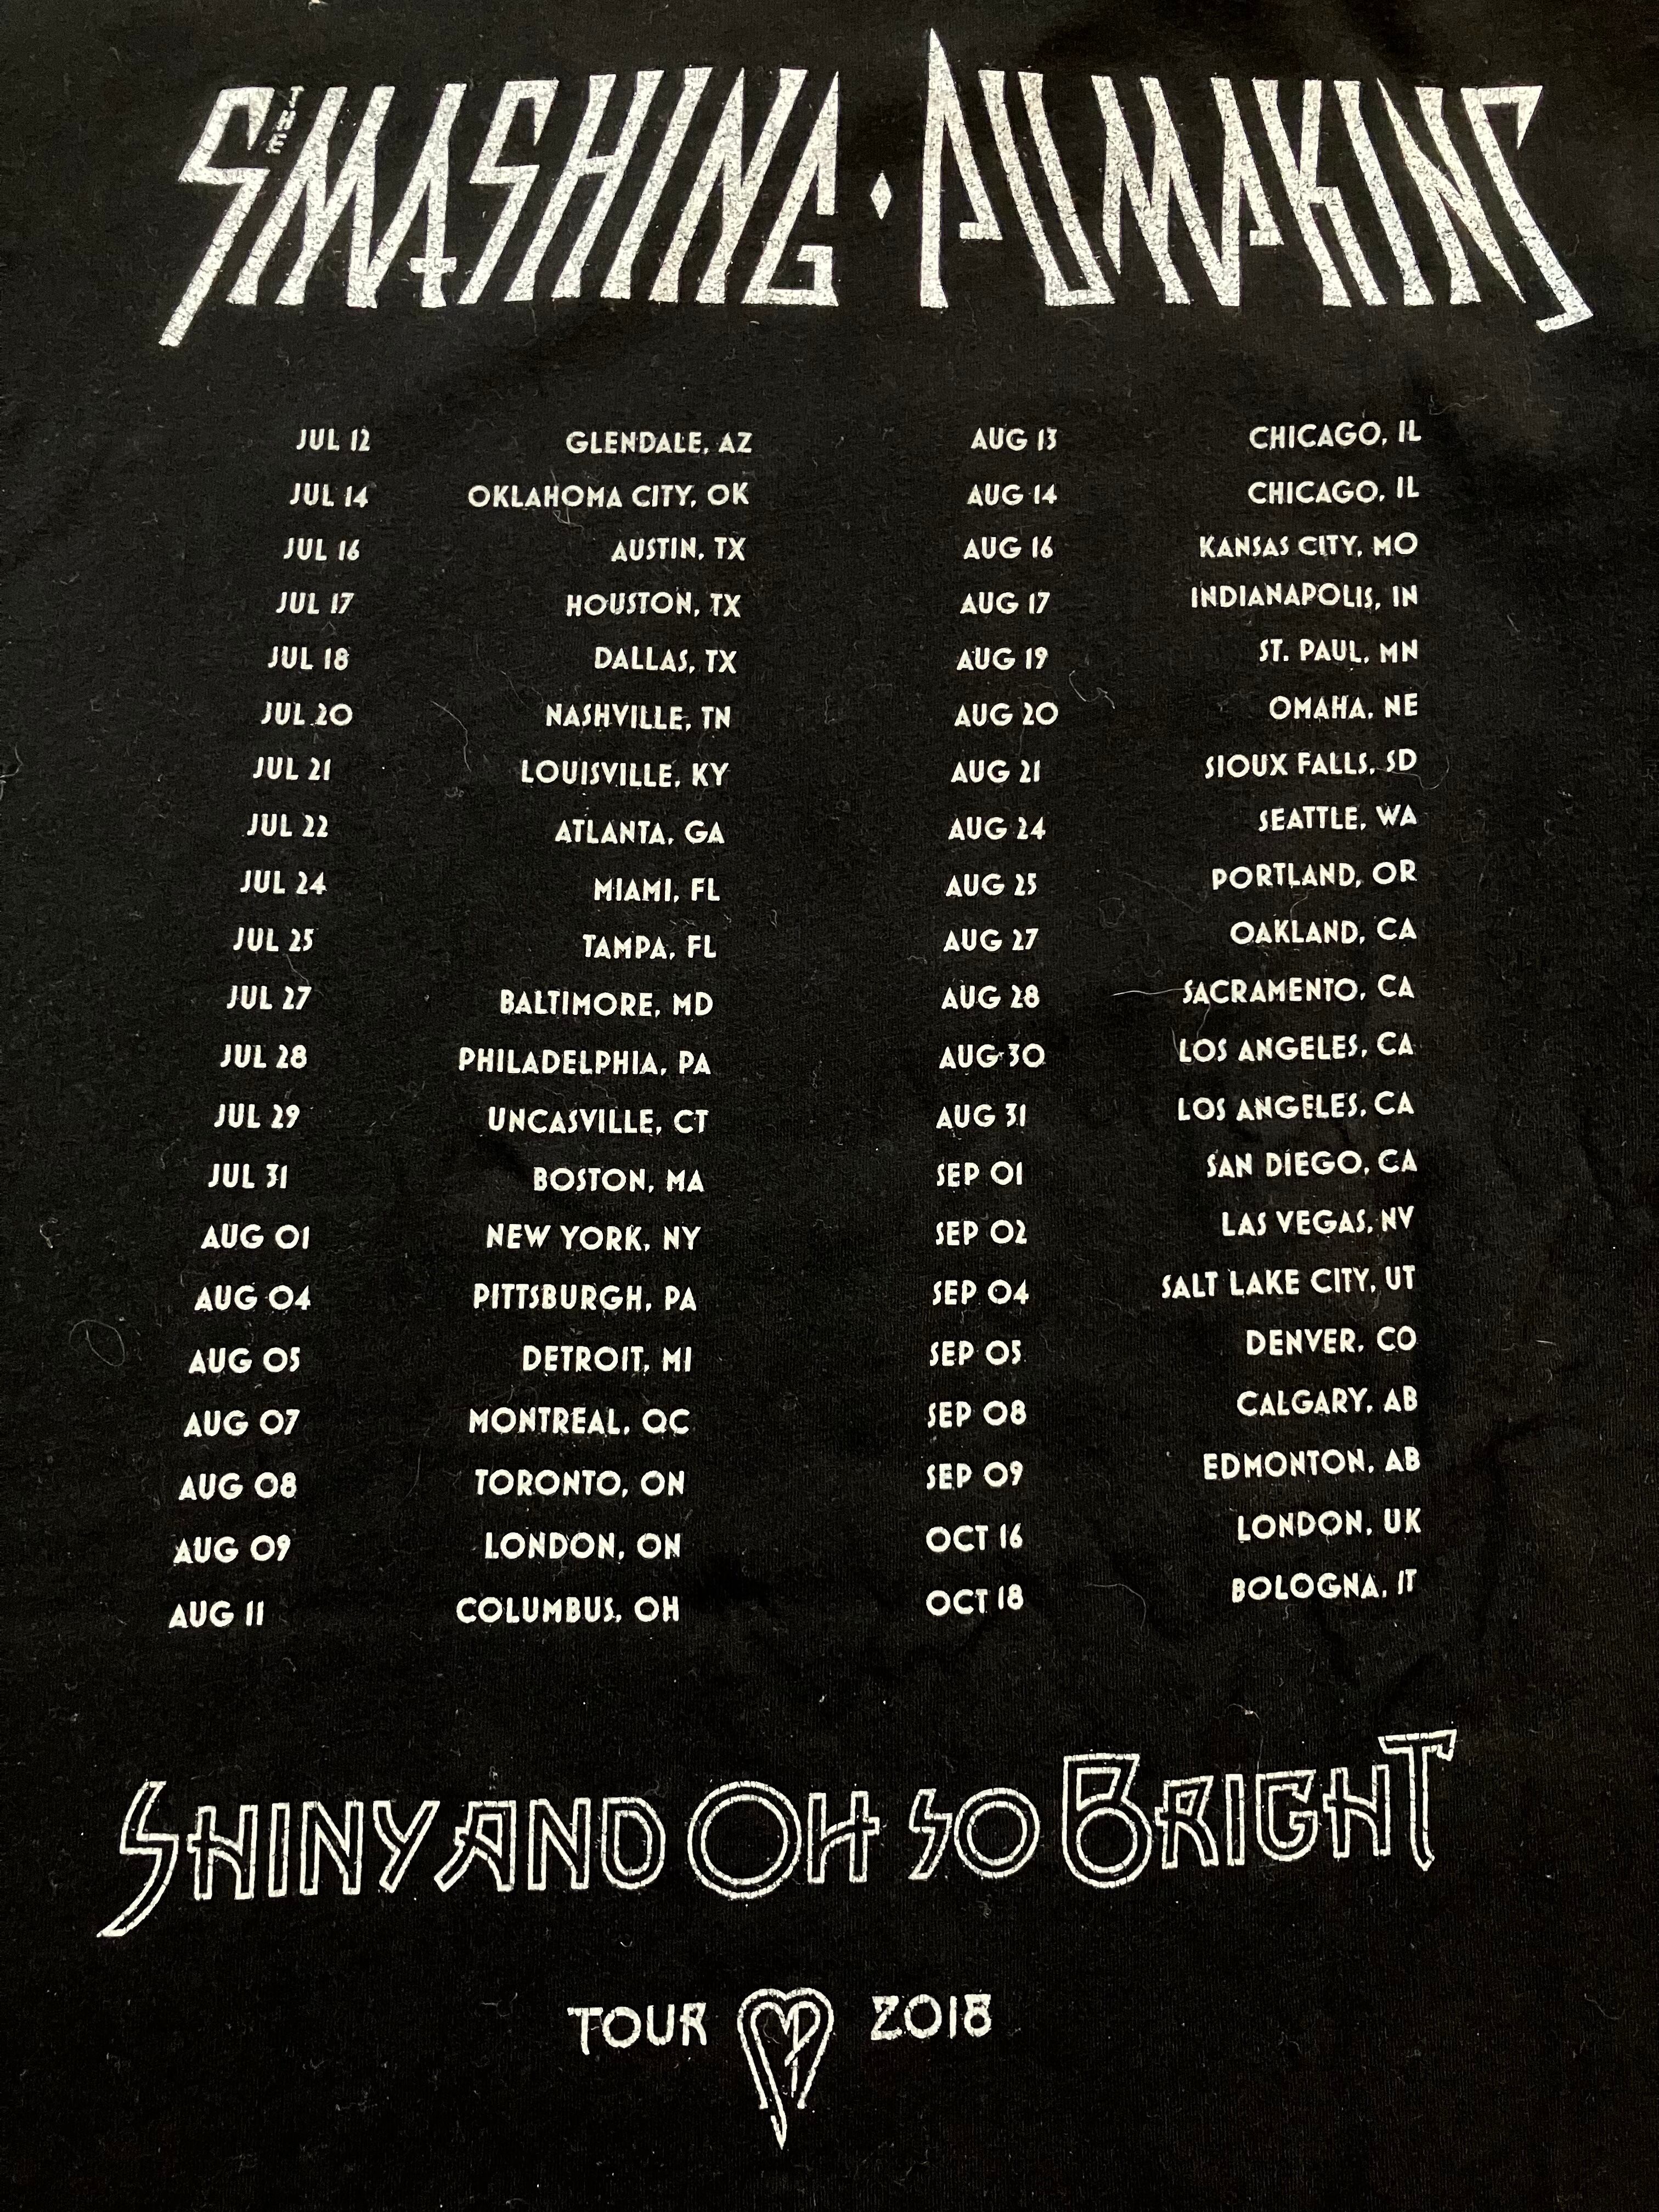 THE
SMASHING PUMPKINS
JUL 12 GLENDALE, AZ
JUL 14 OKLAHOMA CITY, OK
JUL 16 AUSTIN, TX
JUL 17 HOUSTON, TX
JUL 18 DALLAS, TX
JUL 20 NASHVILLE, TN
JUL 21 LOUISVILLE, KY
JUL 22 ATLANTA, GA
JUL 24 MIAMI, FL
JUL 25 TAMPA, FL
JUL 27 BALTIMORE, MD
JUL 28 PHILADELPHIA, PA
JUL 29 UNCASVILLE, CT
JUL 31 BOSTON, MA
AUG 01 NEW YORK, NY
AUG 04 PITTSBURGH, PA
AUG 05 DETROIT, MI
AUG 07 MONTREAL, QC
AUG 08 TORONTO, ON
AUG 09 LONDON, ON
AUG 11 COLUMBUS, OH
AUG 13 CHICAGO, IL
AUG 14 CHICAGO, IL
AUG 16 KANSAS CITY, MO
AUG 17 INDIANAPOLIS, IN
AUG 19 ST. PAUL, MN
AUG 20 OMAHA, NE
AUG 21 SIOUX FALLS, SD
AUG 24 SEATTLE, WA
AUG 25 PORTLAND, OR
AUG 27 OAKLAND, CA
AUG 28 SACRAMENTO, CA
AUG 30 LOS ANGELES, CA
AUG 31 LOS ANGELES, CA
SEP 01 SAN DIEGO, CA
SEP 02 LAS VEGAS, NV
SEP 04 SALT LAKE CITY, UT
SEP 05 DENVER, CO
SEP 08 CALGARY, AB
SEP 09 EDMONTON, AB
OCT 16 LONDON, UK
OCT 18 BOLOGNA, IT
SHINY AND OH SO BRIGHT
TOUR SP 2018